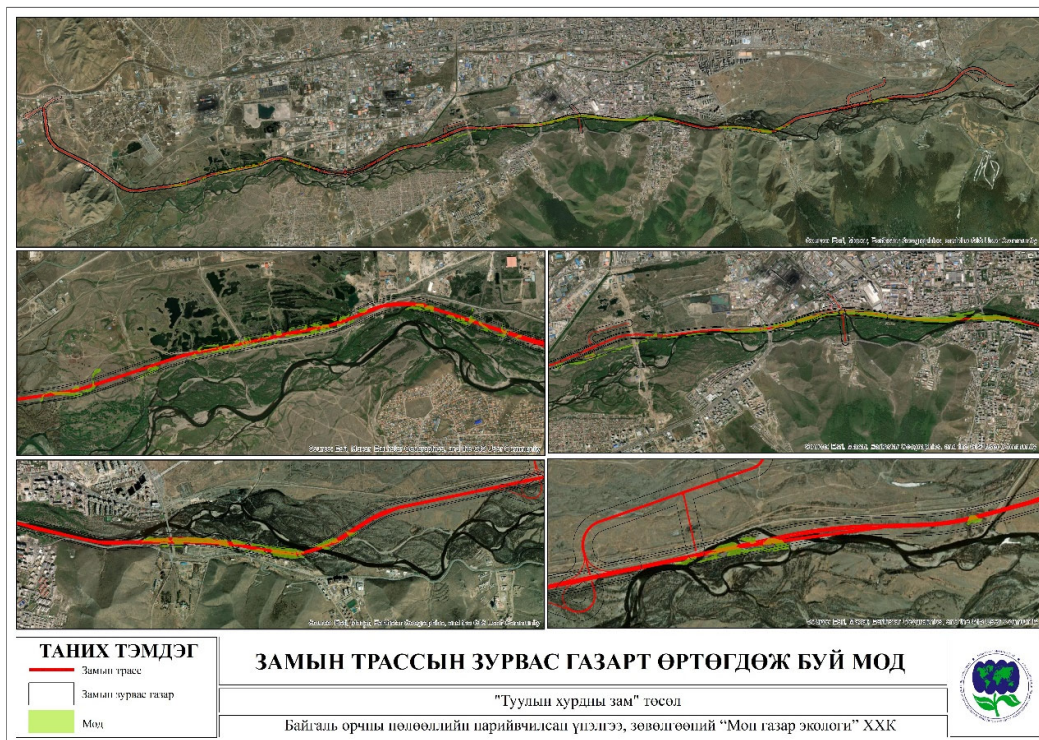 ТАНИХ ТЭМДЭГ
Замын трасс
Замын зурвас газар
Мод
ЗАМЫН ТРАССЫН ЗУРВАС ГАЗАРТ ӨРТӨГДӨЖ БУЙ МОД
"Туулын хурдны зам" төсөл
Байгаль орчны нөлөөллийн нарийвчилсан үнэлгээ, зөвөлгөөний “Мон газар экологи” ХХК